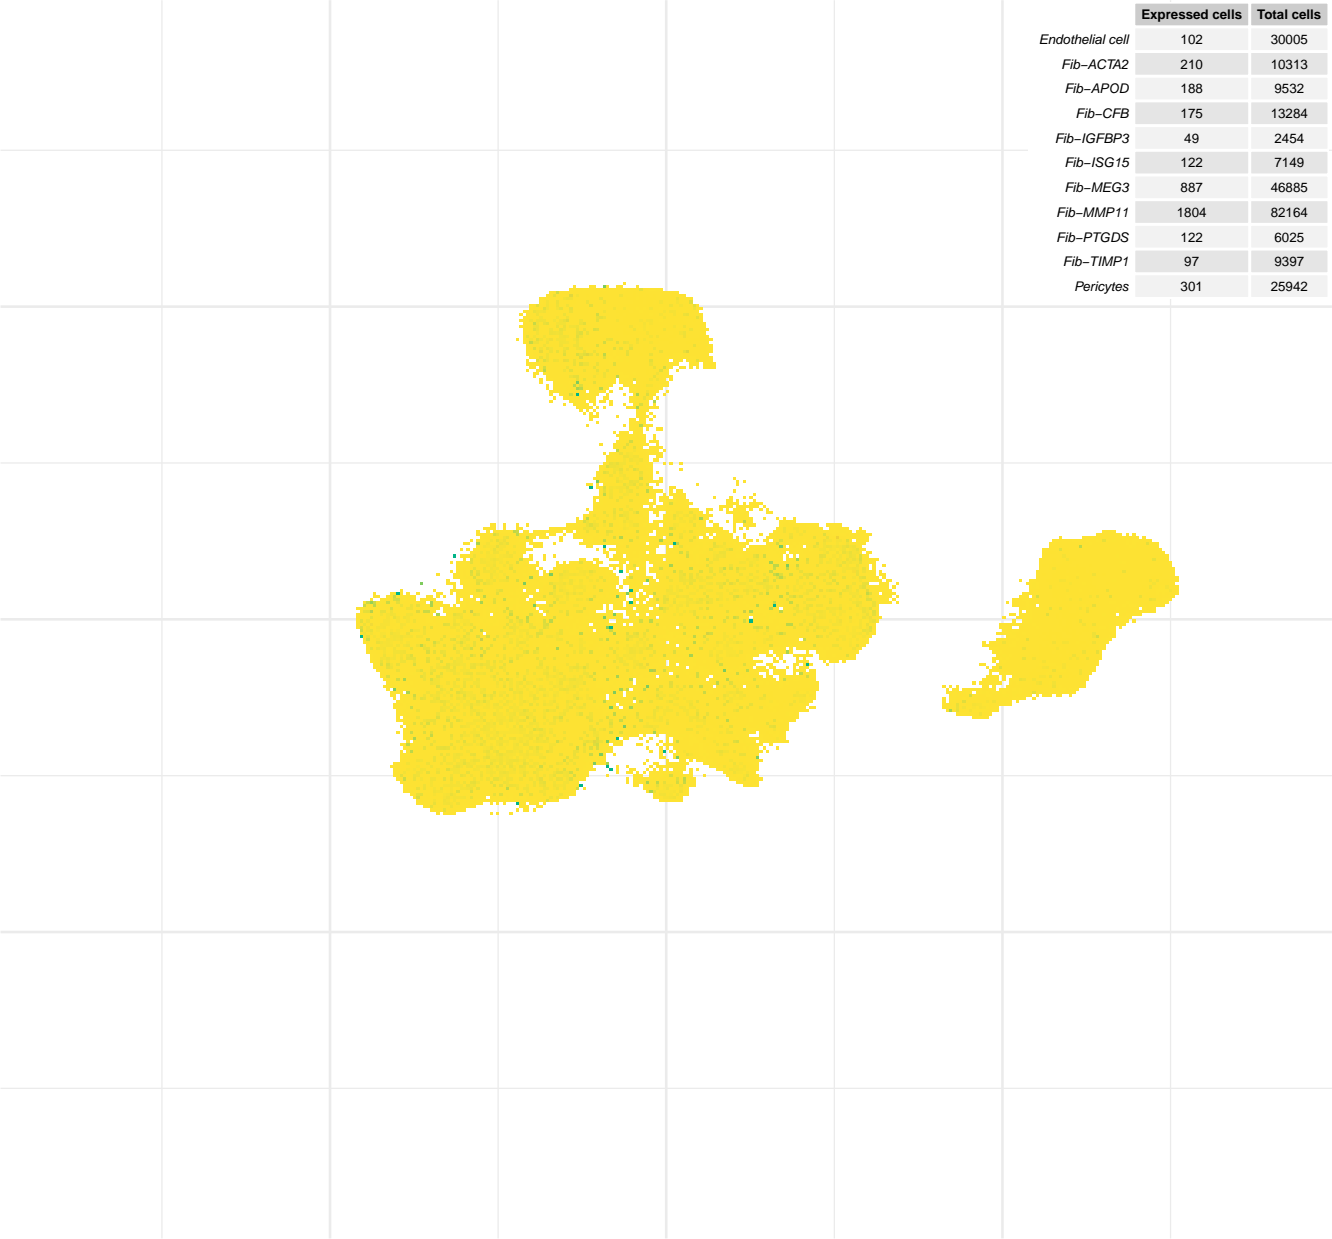 Expressed cells Total cells
Endothelial cell 102 30005
Fib−ACTA2 210 10313
Fib−APOD 188 9532
Fib−CFB 175 13284
Fib−IGFBP3 49 2454
Fib−ISG15 122 7149
Fib−MEG3 887 46885
Fib−MMP11 1804 82164
Fib−PTGDS 122 6025
Fib−TIMP1 97 9397
Pericytes 301 25942